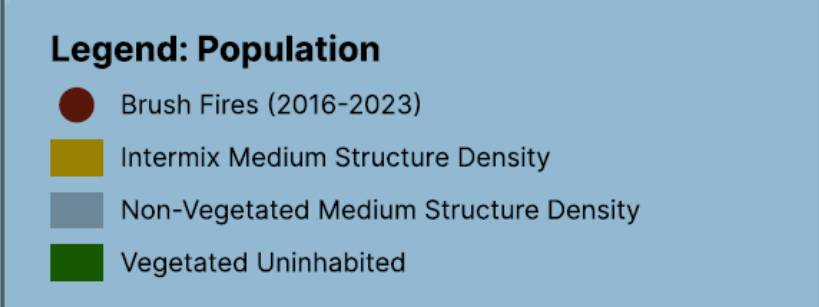 Legend: Population
Brush Fires (2016-2023)
Intermix Medium Structure Density
Non-Vegetated Medium Structure Density
Vegetated Uninhabited